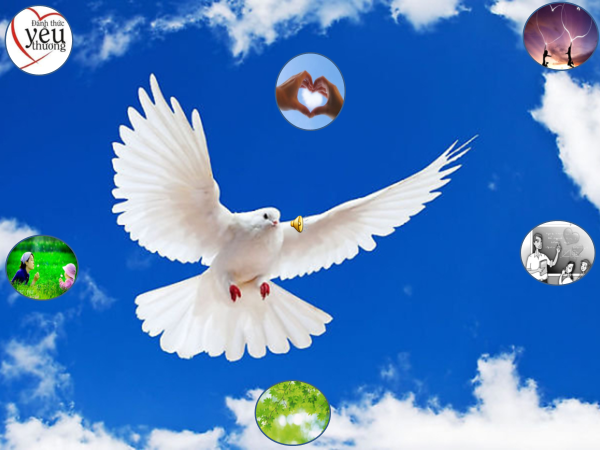 Đánh thức
yêu
thương